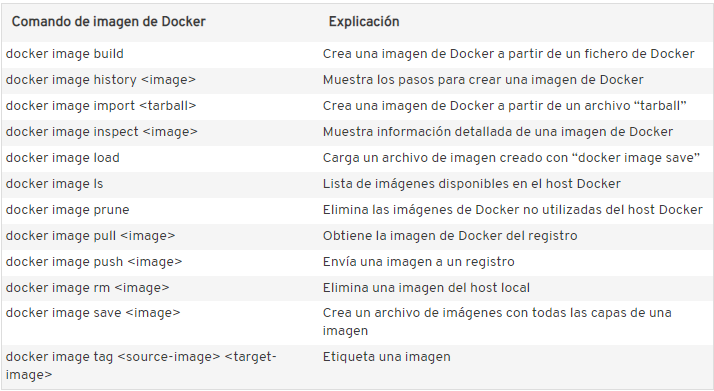 Comando de imagen de Docker Explicación
docker image build Crea una imagen de Docker a partir de un fichero de Docker
docker image history <image> Muestra los pasos para crear una imagen de Docker
docker image import <tarball> Crea una imagen de Docker a partir de un archivo “tarball”
docker image inspect <image> Muestra información detallada de una imagen de Docker
docker image load Carga un archivo de imagen creado con “docker image save”
docker image ls Lista de imágenes disponibles en el host Docker
docker image prune Elimina las imágenes de Docker no utilizadas del host Docker
docker image pull <image> Obtiene la imagen de Docker del registro
docker image push <image> Envía una imagen a un registro
docker image rm <image> Elimina una imagen del host local
docker image save <image> Crea un archivo de imágenes con todas las capas de una
imagen
docker image tag <source-image> <target- Etiqueta una imagen
image>